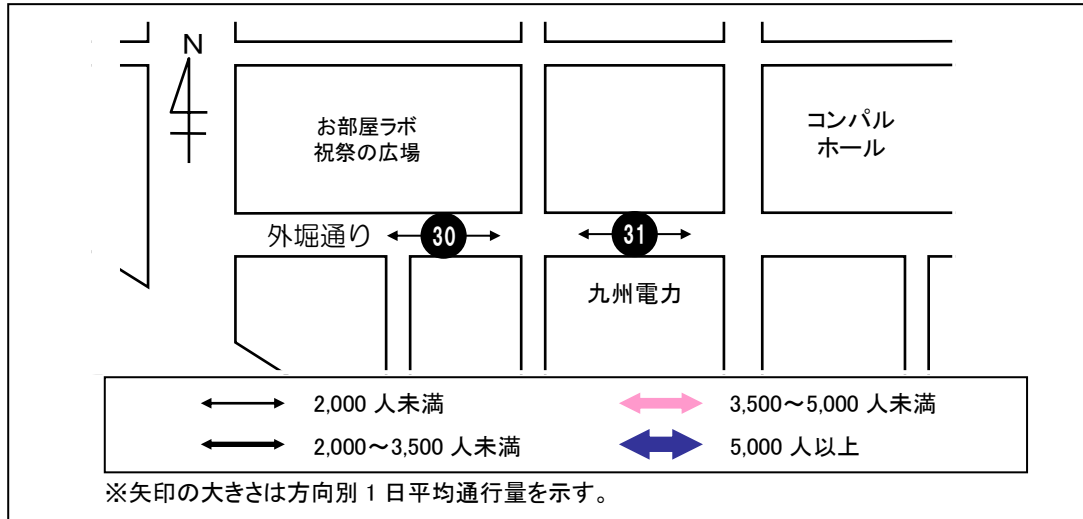 N
お部屋ラボ
祝祭の広場
コンパル
ホール
外堀通り
30
31
九州電力
2,000 人未満
3,500～5,000 人未満
2,000～3,500 人未満
5,000 人以上
※矢印の大きさは方向別 1 日平均通行量を示す。